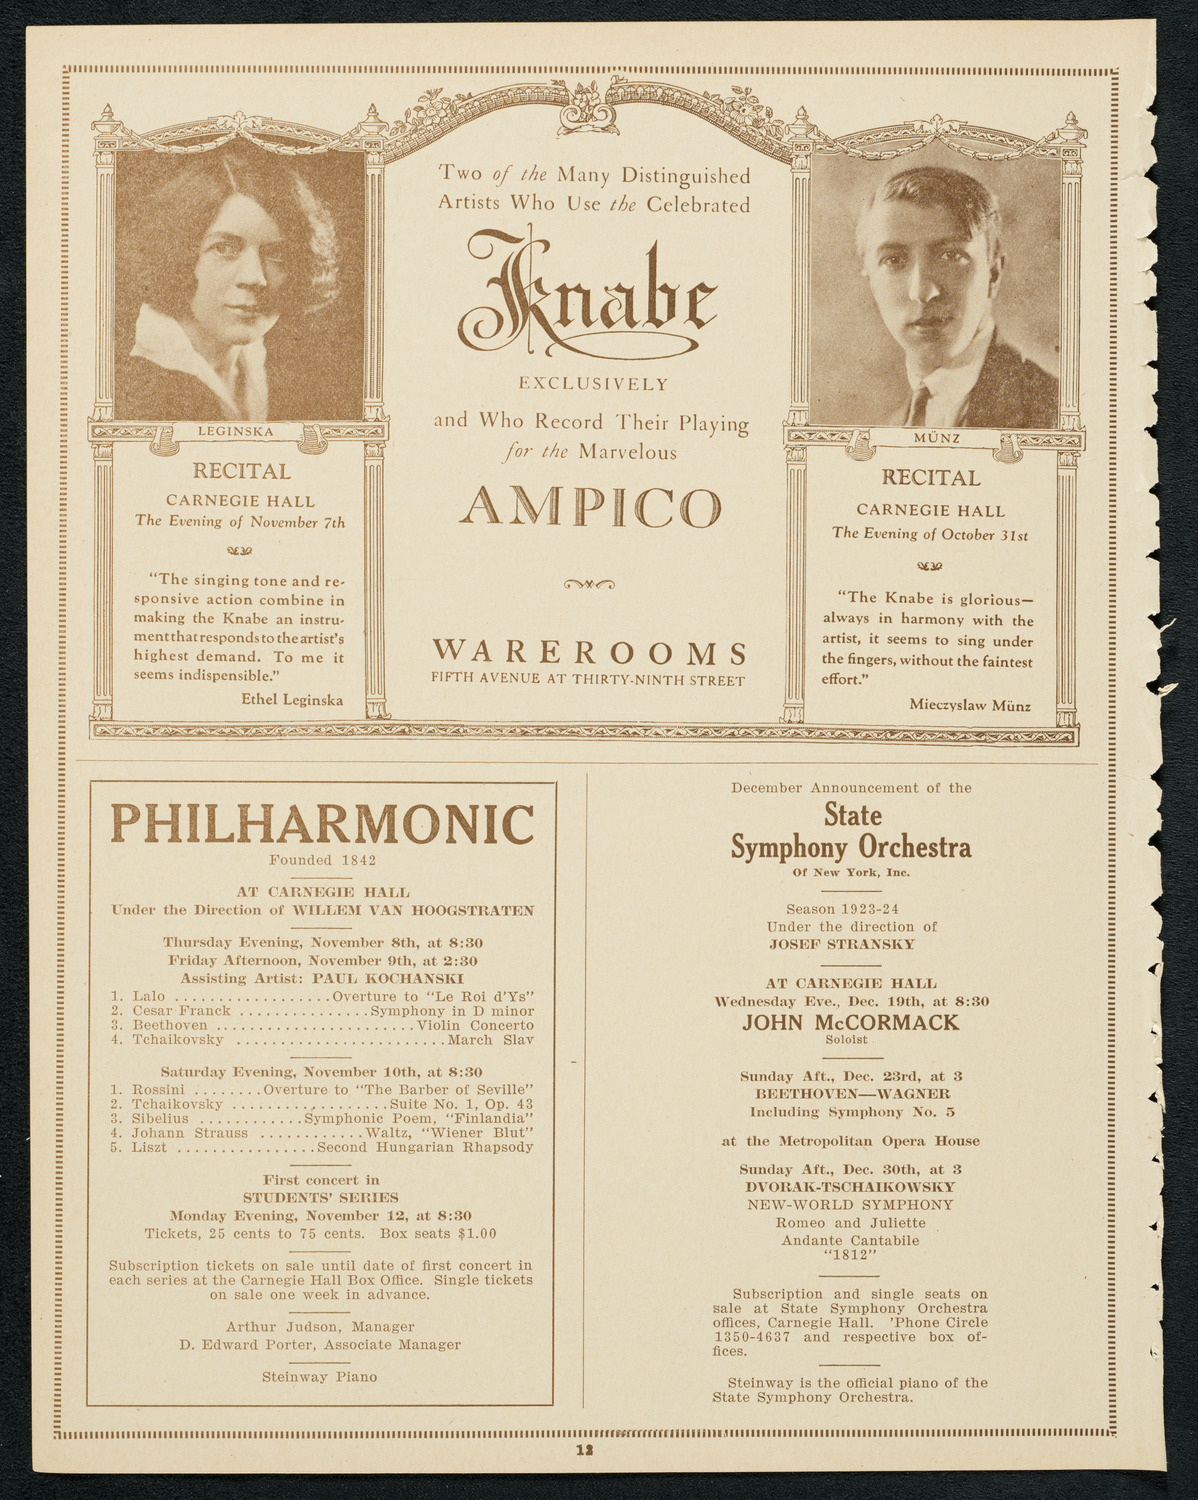 Two of the Many Distinguished
Artists Who Use the Celebrated
Knabe
EXCLUSIVELY
and Who Record Their Playing
for the Marvelous
AMPICO
WAREROOMS
FIFTH AVENUE AT THIRTY-NINTH STREET
LEGINSKA
RECITAL
CARNEGIE HALL
The Evening of November 7th
"The singing tone and re-
sponsive action combine in
making the Knabe an instru-
ment that responds to the artist's
highest demand. To me it
seems indispensible."
Ethel Leginska
MÜNZ
RECITAL
CARNEGIE HALL
The Evening of October 31st
"The Knabe is glorious—
always in harmony with the
artist, it seems to sing under
the fingers, without the faintest
effort."
Mieczyslaw Münz
PHILHARMONIC
Founded 1842
AT CARNEGIE HALL
Under the Direction of WILLEM VAN HOOGSTRATEN
Thursday Evening, November 8th, at 8:30
Friday Afternoon, November 9th, at 2:30
Assisting Artist: PAUL KOCHANSKI
1. Lalo ..................Overture to "Le Roi d'Ys"
2. Cesar Franck ...............Symphony in D minor
3. Beethoven .......................Violin Concerto
4. Tchaikovsky ........................March Slav
Saturday Evening, November 10th, at 8:30
1. Rossini ........Overture to "The Barber of Seville"
2. Tchaikovsky ..................Suite No. 1, Op. 43
3. Sibelius ............Symphonic Poem, "Finlandia"
4. Johann Strauss ............Waltz, "Wiener Blut"
5. Liszt ................Second Hungarian Rhapsody
First concert in
STUDENTS' SERIES
Monday Evening, November 12, at 8:30
Tickets, 25 cents to 75 cents. Box seats $1.00
Subscription tickets on sale until date of first concert in
each series at the Carnegie Hall Box Office. Single tickets
on sale one week in advance.
Arthur Judson, Manager
D. Edward Porter, Associate Manager
Steinway Piano
December Announcement of the
State
Symphony Orchestra
Of New York, Inc.
Season 1923-24
Under the direction of
JOSEF STRANSKY
AT CARNEGIE HALL
Wednesday Eve., Dec. 19th, at 8:30
JOHN McCORMACK
Soloist
Sunday Aft., Dec. 23rd, at 3
BEETHOVEN—WAGNER
Including Symphony No. 5
at the Metropolitan Opera House
Sunday Aft., Dec. 30th, at 3
DVORAK-TSCHAIKOWSKY
NEW-WORLD SYMPHONY
Romeo and Juliette
Andante Cantabile
"1812"
Subscription and single seats on
sale at State Symphony Orchestra
offices, Carnegie Hall. 'Phone Circle
1350-4637 and respective box of-
fices.
Steinway is the official piano of the
State Symphony Orchestra.
12